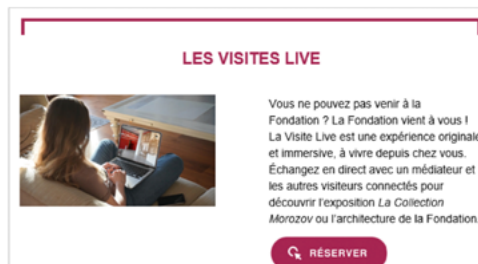 LES VISITES LIVE
Vous ne pouvez pas venir à la
Fondation ? La Fondation vient à vous !
La Visite Live est une expérience originale
et immersive, à vivre depuis chez vous.
Échangez en direct avec un médiateur et
les autres visiteurs connectés pour
découvrir l'exposition La Collection
Morozov ou l'architecture de la Fondation.
RÉSERVER